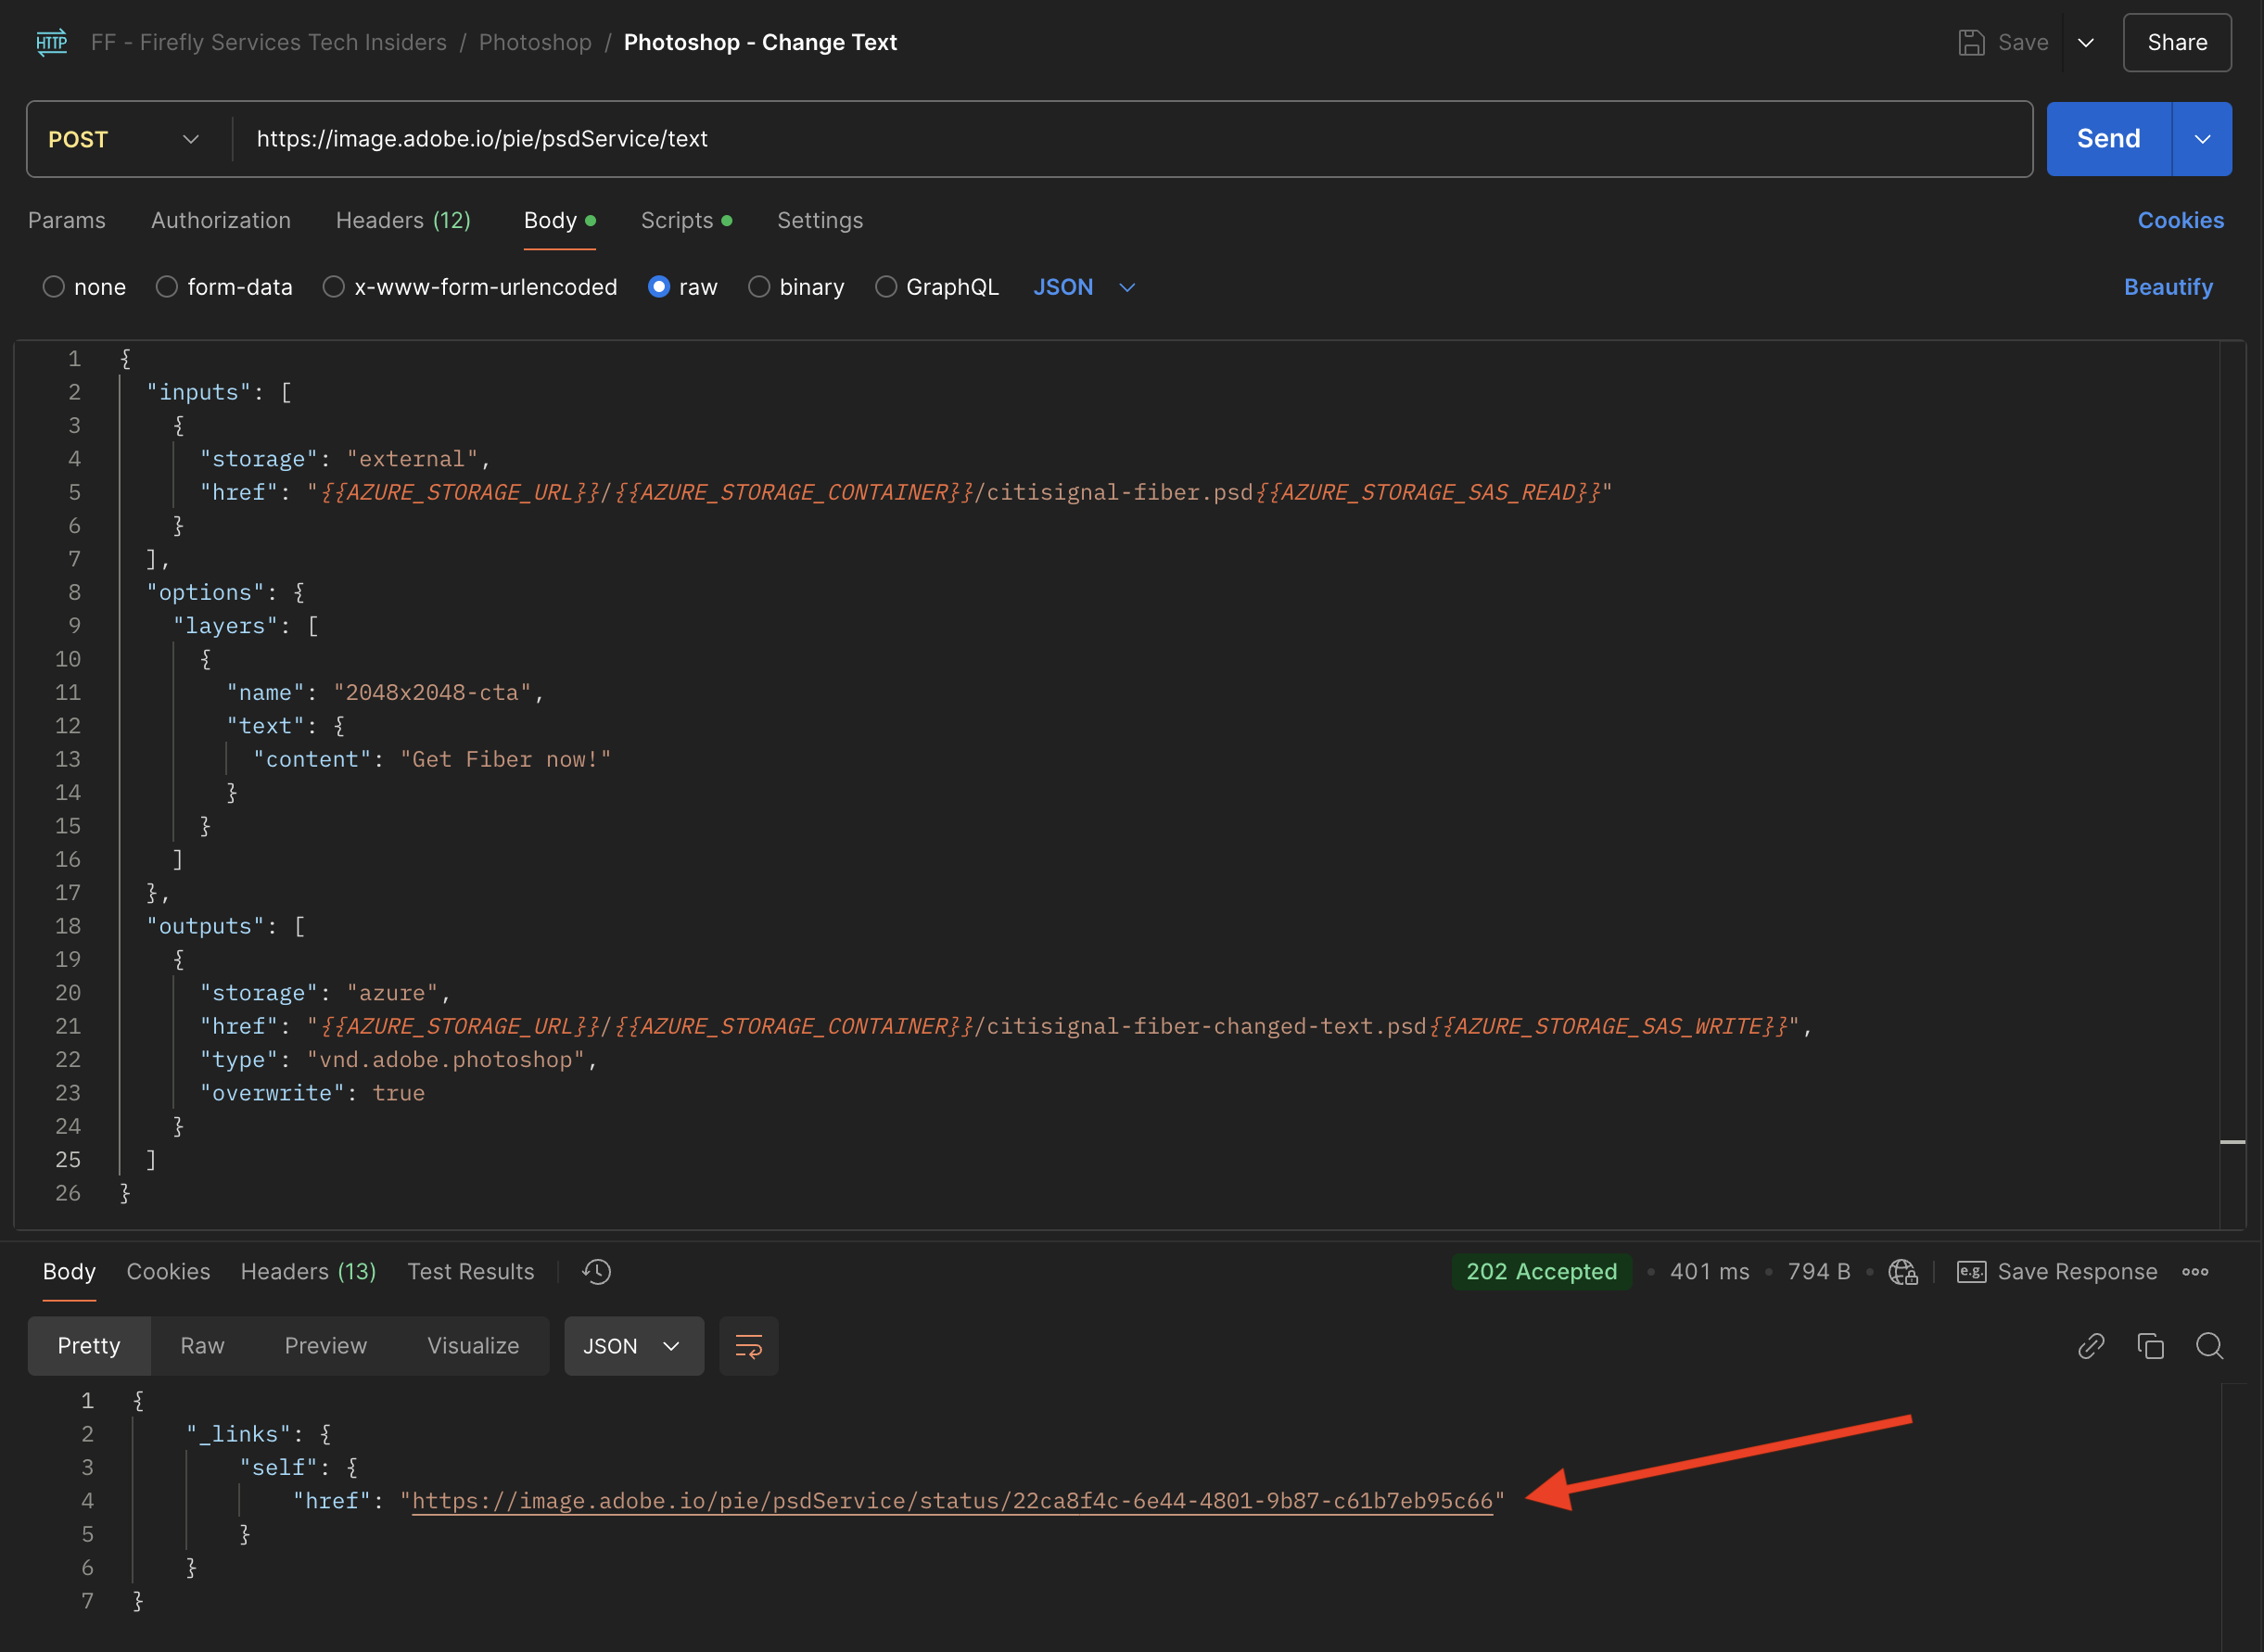 HTTP FF - Firefly Services Tech Insiders / Photoshop / Photoshop - Change Text Save Share
POST https://image.adobe.io/pie/psdService/text Send
Params Authorization Headers (12) Body Scripts Settings Cookies
none form-data x-www-form-urlencoded raw binary GraphQL JSON Beautify
1 {
2 "inputs": [
3 {
4 "storage": "external",
5 "href": "{{AZURE_STORAGE_URL}}/{{AZURE_STORAGE_CONTAINER}}/citisignal-fiber.psd{{AZURE_STORAGE_SAS_READ}}"
6 }
7 ],
8 "options": {
9 "layers": [
10 {
11 "name": "2048x2048-cta",
12 "text": {
13 "content": "Get Fiber now!"
14 }
15 }
16 ]
17 },
18 "outputs": [
19 {
20 "storage": "azure",
21 "href": "{{AZURE_STORAGE_URL}}/{{AZURE_STORAGE_CONTAINER}}/citisignal-fiber-changed-text.psd{{AZURE_STORAGE_SAS_WRITE}}",
22 "type": "vnd.adobe.photoshop",
23 "overwrite": true
24 }
25 ]
26 }
Body Cookies Headers (13) Test Results 202 Accepted • 401 ms • 794 B • e.g. Save Response
Pretty Raw Preview Visualize JSON
1 {
2 "_links": {
3 "self": {
4 "href": "https://image.adobe.io/pie/psdService/status/22ca8f4c-6e44-4801-9b87-c61b7eb95c66"
5 }
6 }
7 }